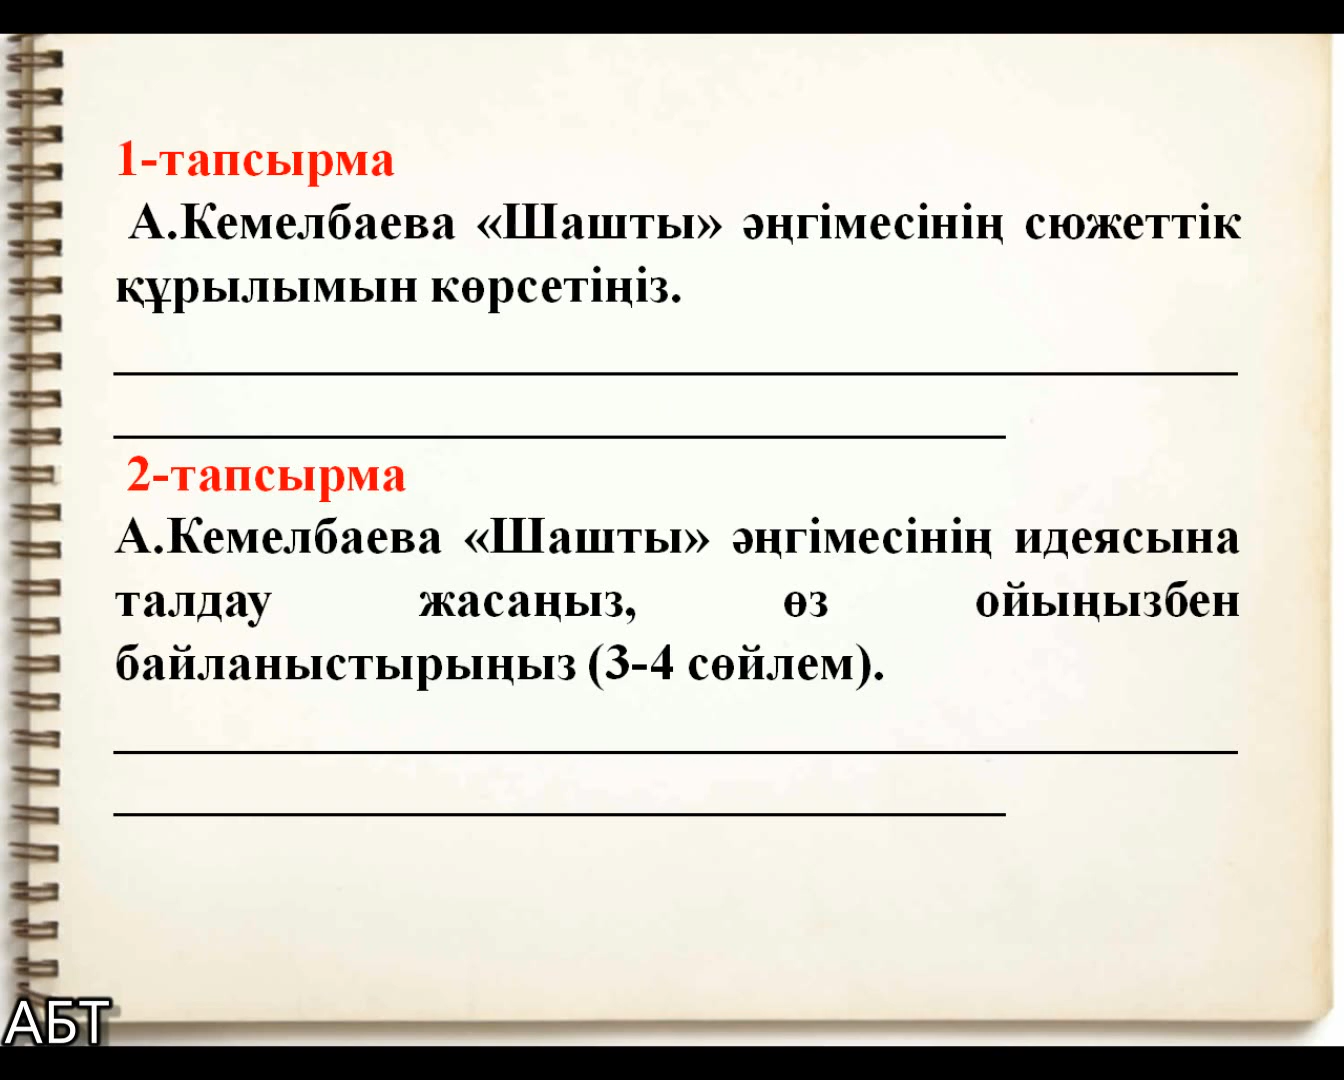 1-тапсырма
А.Кемелбаева «Шашты» әңгімесінің сюжеттік
құрылымын көрсетіңіз.
2-тапсырма
А.Кемелбаева «Шашты» әңгімесінің идеясына
талдау жасаңыз, өз ойыңызбен
байланыстырыңыз (3-4 сөйлем).
АБТ